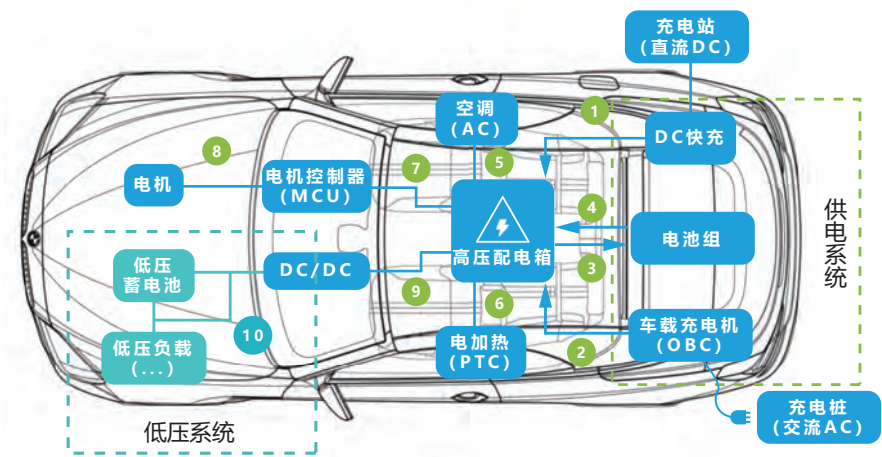 充电站
(直流DC)
1
空调
(AC)
DC快充
8
7
5
电机
电机控制器
(MCU)
4
高压配电箱
电池组
供电系统
低压
蓄电池
DC/DC
3
9
6
10
低压负载
(...)
电加热
(PTC)
2
车载充电机
(OBC)
低压系统
充电桩
(交流AC)